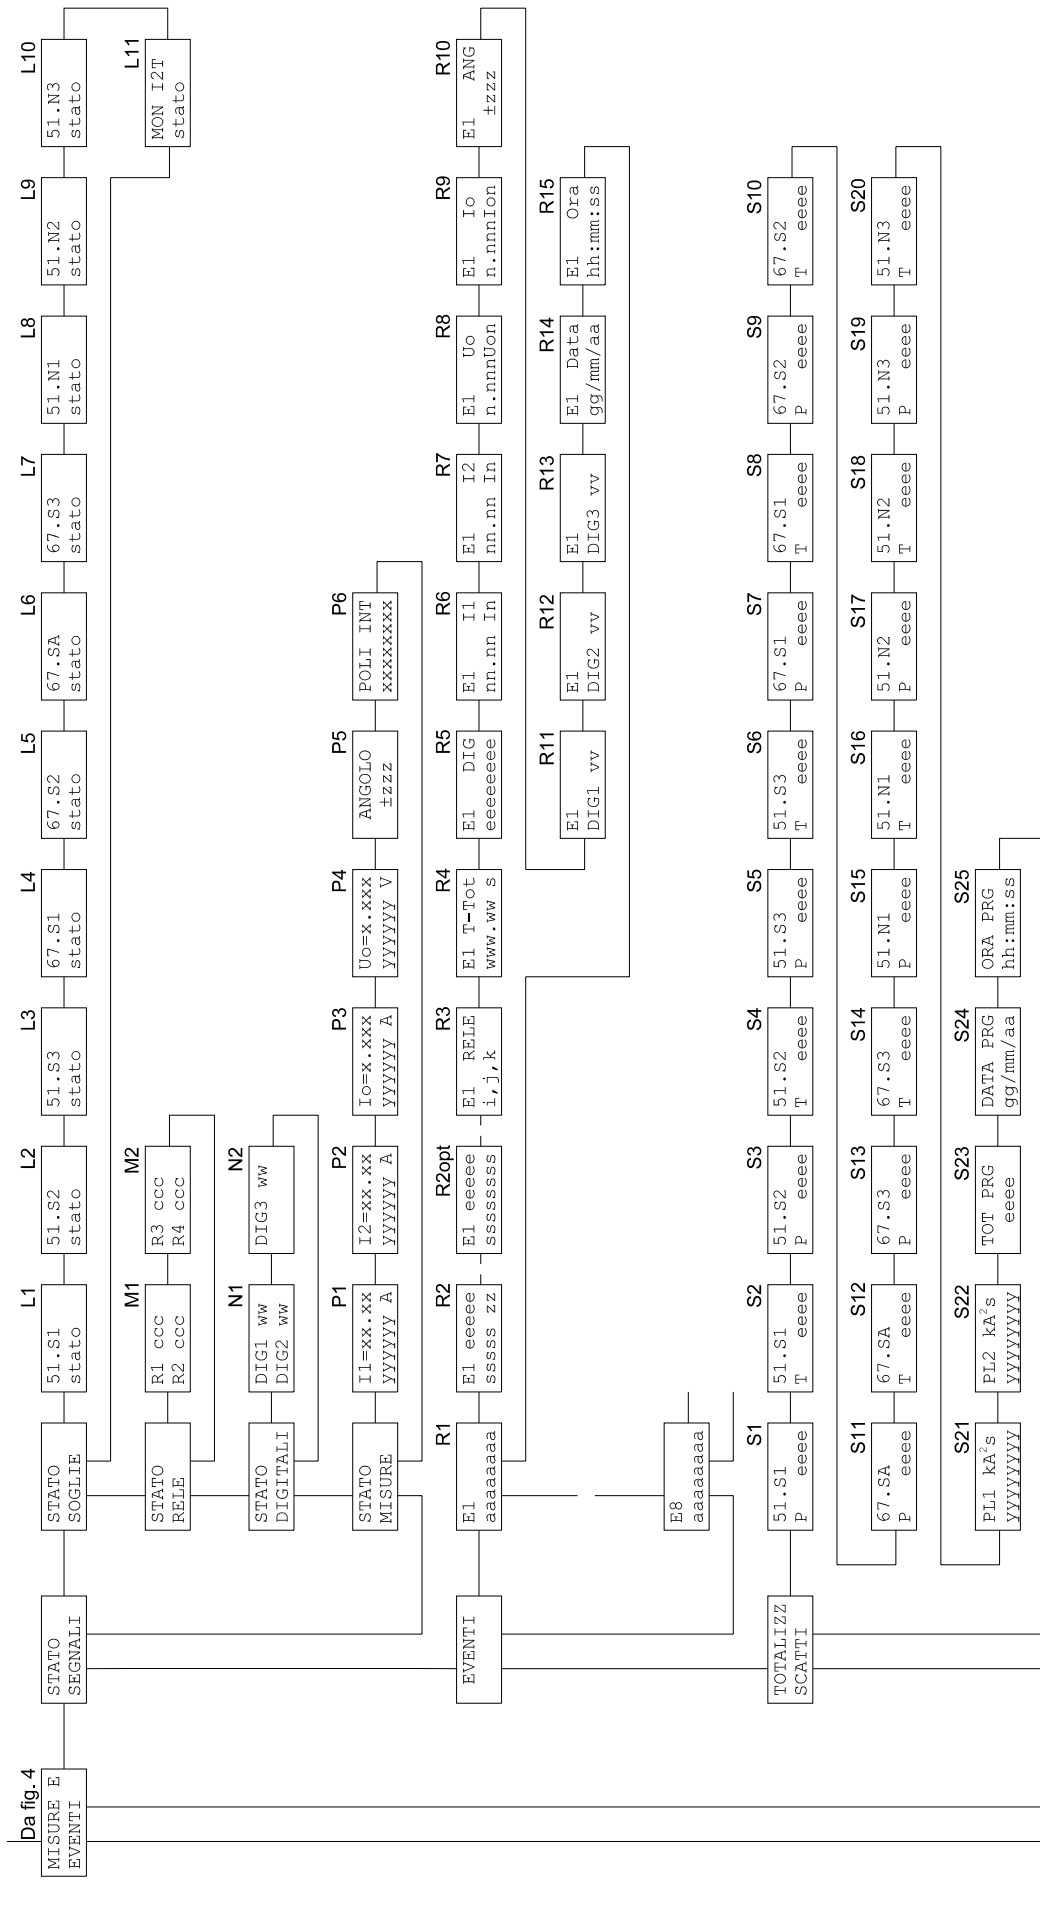 Da fig. 4
MISURE E
EVENTI
STATO
SEGNALI
STATO
SOGLIE
L1
51.S1
stato
L2
51.S2
stato
L3
51.S3
stato
L4
67.S1
stato
L5
67.S2
stato
L6
67.SA
stato
L7
67.S3
stato
L8
51.N1
stato
L9
51.N2
stato
L10
51.N3
stato
L11
MON I2T
stato
STATO
RELE
M1
R1 ccc
R2 ccc
M2
R3 ccc
R4 ccc
STATO
DIGITALI
N1
DIG1 ww
DIG2 ww
N2
DIG3 ww
STATO
MISURE
P1
I1=xx.xx
yyyyyy A
P2
I2=xx.xx
yyyyyy A
P3
Io=x.xxx
yyyyyy A
P4
Uo=x.xxx
yyyyyy V
P5
ANGOLO
±zzz
P6
POLI INT
xxxxxxxx
EVENTI
R1
E1
aaaaaaaa
R2
E1 eeeee
sssss zz
R2opt
E1 eeeee
ssssssss
R3
E1 RELE
i,j,k
R4
E1 T-Tot
www.ww s
R5
E1 DIG
eeeeeeee
R6
E1 I1
nn.nn In
R7
E1 I2
nn.nn In
R8
E1 Uo
n.nnnUon
R9
E1 Io
n.nnnIon
R10
E1 ANG
±zzz
R11
E1
DIG1 vv
R12
E1
DIG2 vv
R13
E1
DIG3 vv
R14
E1 Data
gg/mm/aa
R15
E1 Ora
hh:mm:ss
E8
aaaaaaaa
TOTALIZZ
SCATTI
S1
51.S1
P eeee
S2
51.S1
T eeee
S3
51.S2
P eeee
S4
51.S2
T eeee
S5
51.S3
P eeee
S6
51.S3
T eeee
S7
67.S1
P eeee
S8
67.S1
T eeee
S9
67.S2
P eeee
S10
67.S2
T eeee
S11
67.SA
P eeee
S12
67.SA
T eeee
S13
67.S3
P eeee
S14
67.S3
T eeee
S15
51.N1
P eeee
S16
51.N1
T eeee
S17
51.N2
P eeee
S18
51.N2
T eeee
S19
51.N3
P eeee
S20
51.N3
T eeee
S21
PL1 kA²s
yyyyyyyy
S22
PL2 kA²s
yyyyyyyy
S23
TOT PRG
eeee
S24
DATA PRG
gg/mm/aa
S25
ORA PRG
hh:mm:ss